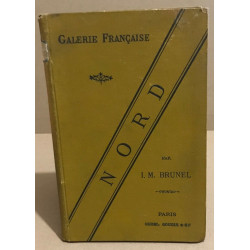 GALERIE FRANÇAISE
NORD
PAR
I. M. BRUNEL
PARIS